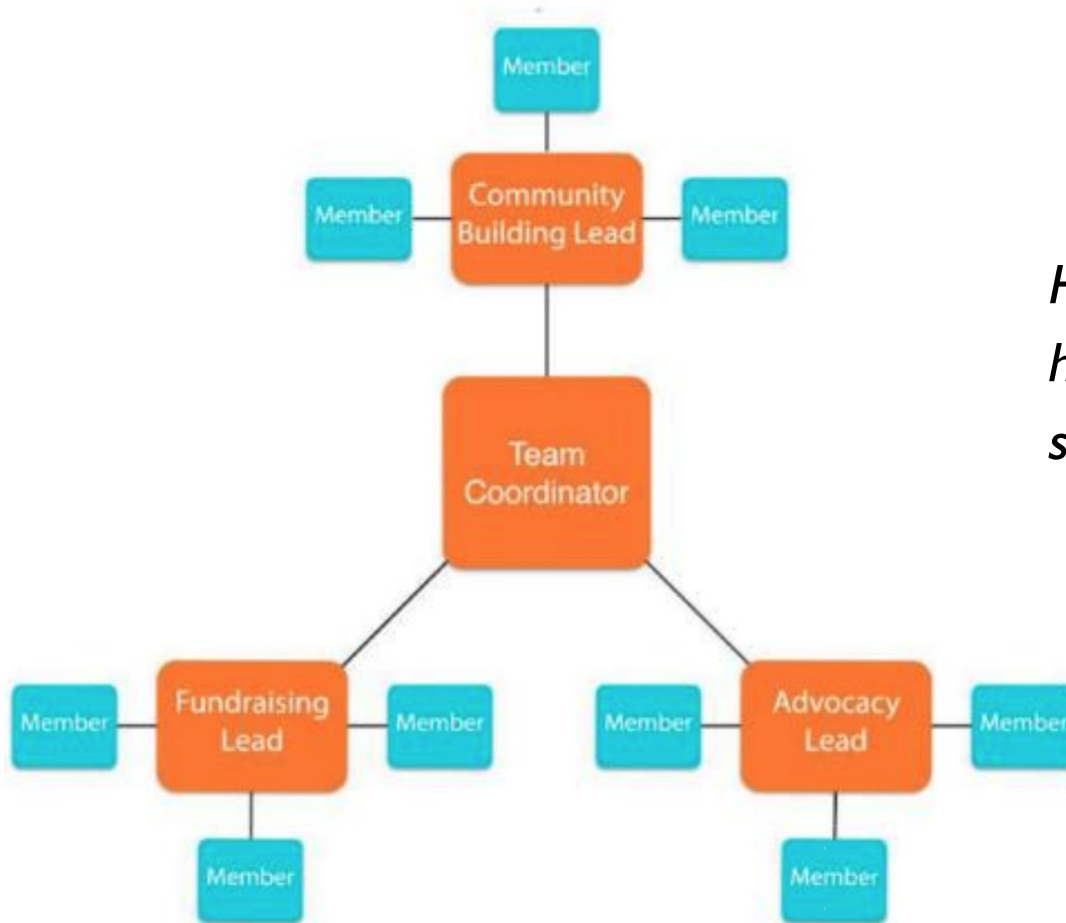 Member
Community
Building Lead
Member
Member
Team
Coordinator
Fundraising
Lead
Member
Member
Member
Advocacy
Lead
Member
Member
Member